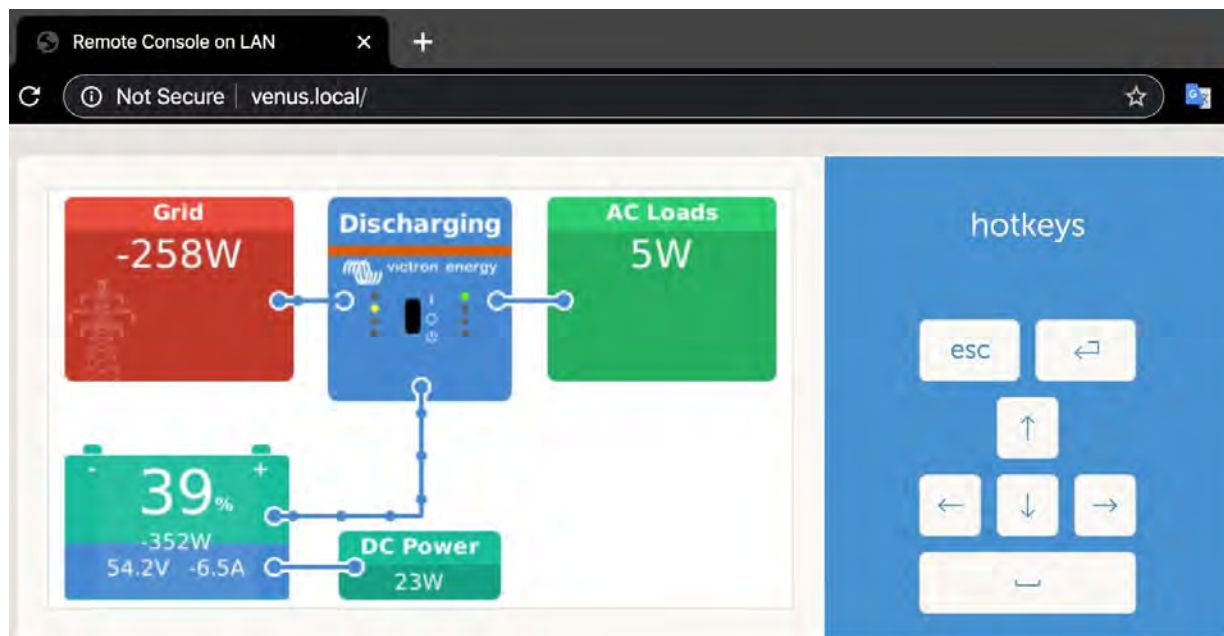 Remote Console on LAN
Not Secure | venus.local/
Grid
-258W
Discharging
victron energy
AC Loads
5W
hotkeys
esc
- +
39%
-352W
54.2V -6.5A
DC Power
23W